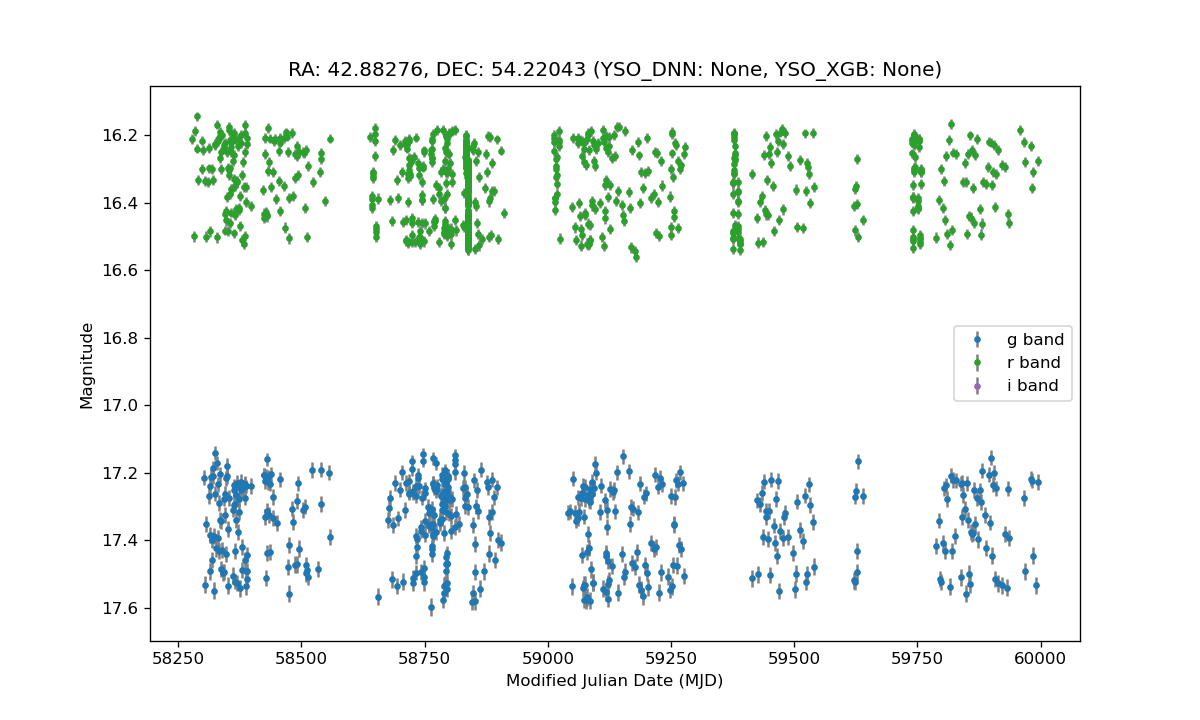 RA: 42.88276, DEC: 54.22043 (YSO_DNN: None, YSO_XGB: None)
16.2
16.4
16.6
16.8
17.0
17.2
17.4
17.6
Magnitude
g band
r band
i band
58250 58500 58750 59000 59250 59500 59750 60000
Modified Julian Date (MJD)